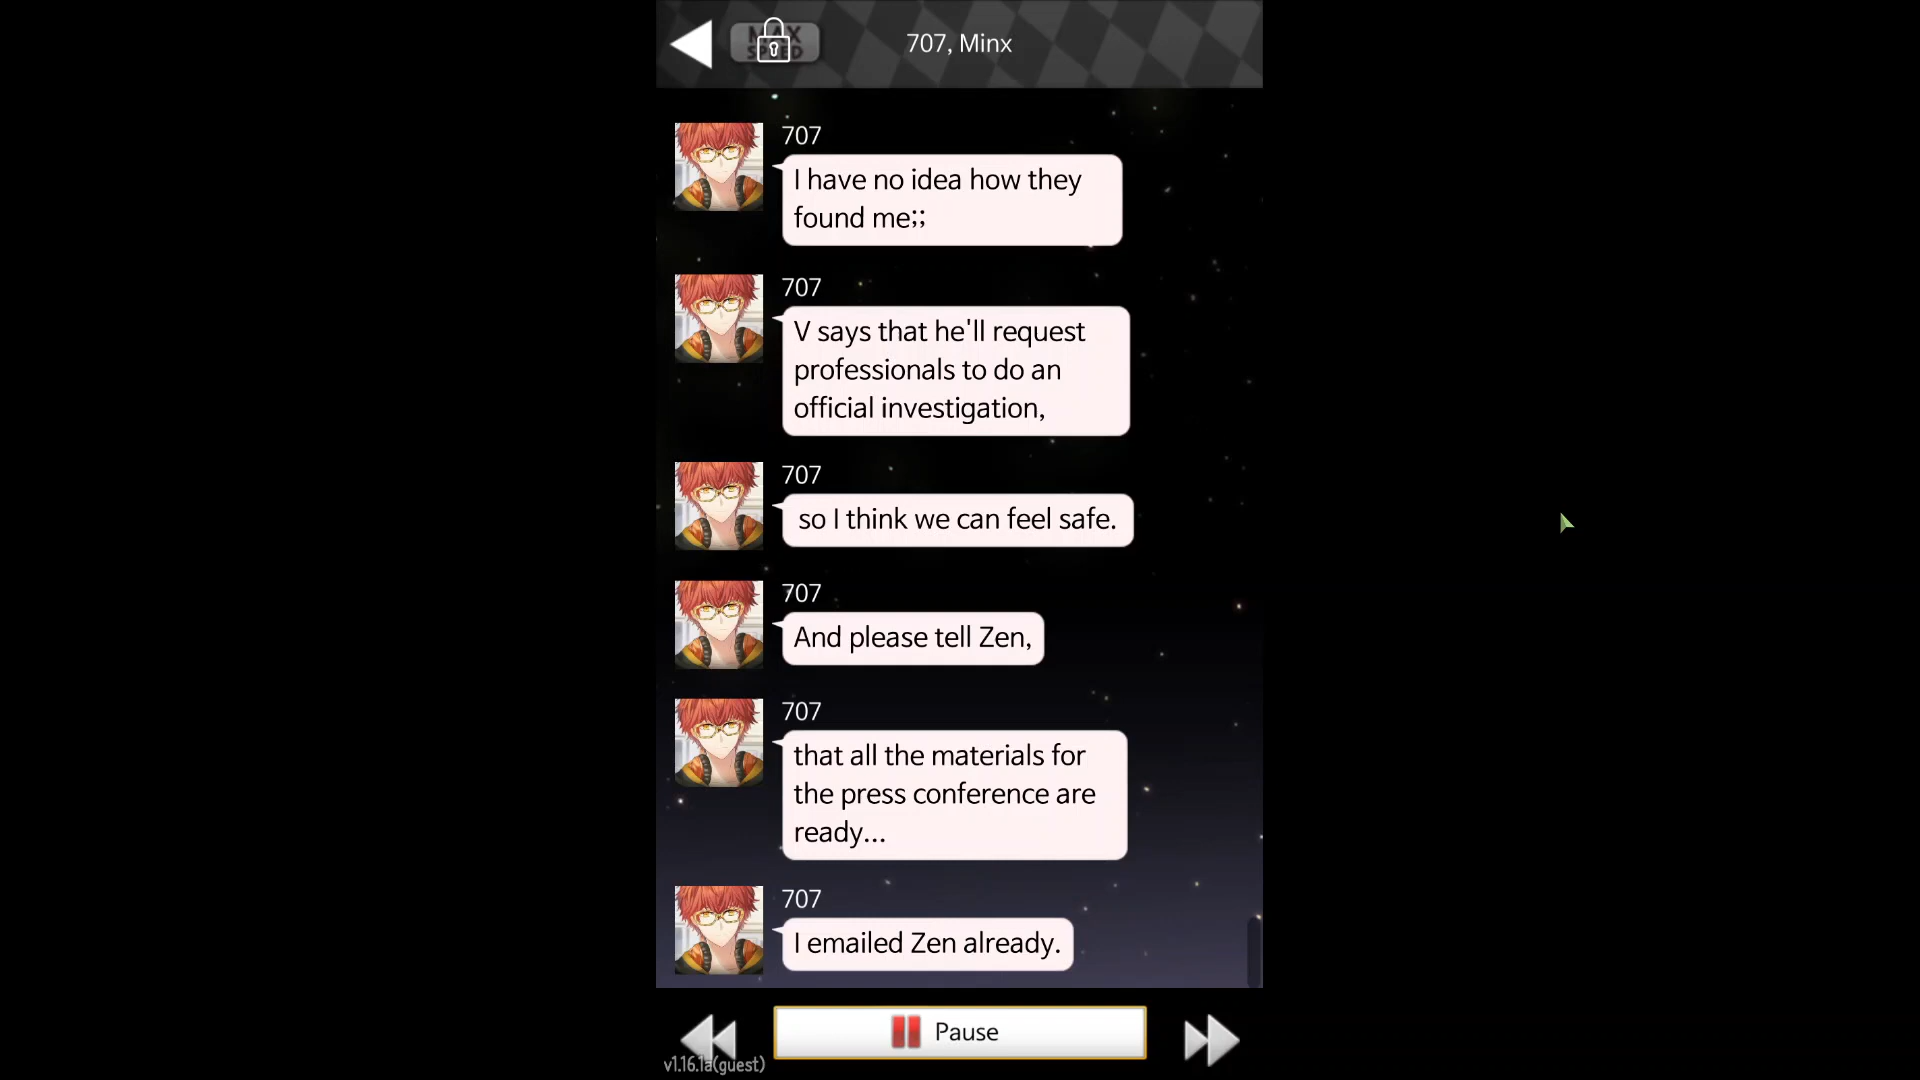 MAX
SPEED
707, Minx
707
I have no idea how they
found me;;
707
V says that he'll request
professionals to do an
official investigation,
707
so I think we can feel safe.
707
And please tell Zen,
707
that all the materials for
the press conference are
ready...
707
I emailed Zen already.
Pause
v1.16.1a(guest)